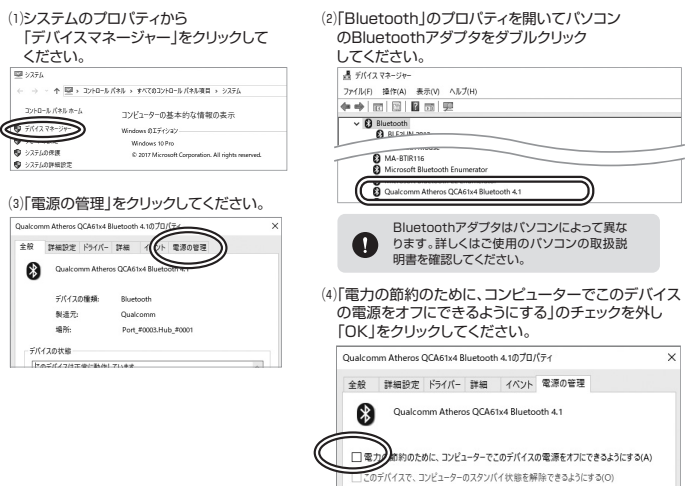 (1)システムのプロパティから
「デバイスマネージャー」をクリックして
ください。
システム
コントロール パネル › すべてのコントロール パネル項目 › システム
コントロール パネル ホーム
コンピューターの基本的な情報の表示
デバイス マネージャー
Windows のエディション
Windows 10 Pro
システムの保護
© 2017 Microsoft Corporation. All rights reserved.
システムの詳細設定
(3)「電源の管理」をクリックしてください。
Qualcomm Atheros QCA61x4 Bluetooth 4.1のプロパティ
全般 詳細設定 ドライバー 詳細 イベント 電源の管理
Qualcomm Atheros QCA61x4 Bluetooth 4.1
デバイスの種類: Bluetooth
製造元: Qualcomm
場所: Port_#0003.Hub_#0001
デバイスの状態
このデバイスは正常に動作しています。
(2)「Bluetooth」のプロパティを開いてパソコン
のBluetoothアダプタをダブルクリック
してください。
デバイス マネージャー
ファイル(F) 操作(A) 表示(V) ヘルプ(H)
Bluetooth
MA-BTIR116
Microsoft Bluetooth Enumerator
Qualcomm Atheros QCA61x4 Bluetooth 4.1
Bluetoothアダプタはパソコンによって異な
ります。詳しくはご使用のパソコンの取扱説
明書を確認してください。
(4)「電力の節約のために、コンピューターでこのデバイス
の電源をオフにできるようにする」のチェックを外し
「OK」をクリックしてください。
Qualcomm Atheros QCA61x4 Bluetooth 4.1のプロパティ
全般 詳細設定 ドライバー 詳細 イベント 電源の管理
Qualcomm Atheros QCA61x4 Bluetooth 4.1
電力の節約のために、コンピューターでこのデバイスの電源をオフにできるようにする(A)
このデバイスで、コンピューターのスタンバイ状態を解除できるようにする(O)